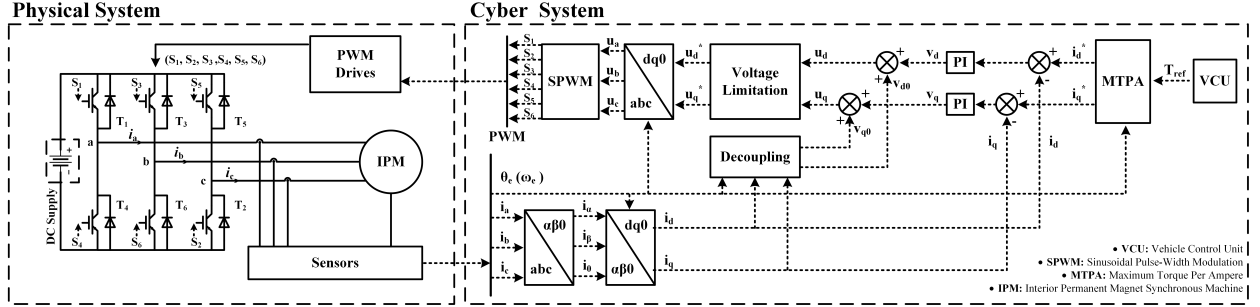 Physical System
Cyber System
(S1, S2, S3, S4, S5, S6)
PWM Drives
S1
S3
S5
T1
T3
T5
a
b
c
ia
ib
ic
IPM
DC Supply
+
-
T4
T6
T2
S4
S6
S2
Sensors
S1
S2
S3
S4
S5
S6
PWM
SPWM
ua
ub
uc
dq0
abc
ud*
uq*
Voltage Limitation
ud
uq
+
+
vd0
+
+
vq0
vd
vq
PI
PI
+
-
+
-
id*
iq*
iq
id
MTPA
Tref
VCU
Decoupling
θe (ωe)
ia
ib
ic
αβ0
abc
iα
iβ
i0
dq0
αβ0
id
iq
● VCU: Vehicle Control Unit
● SPWM: Sinusoidal Pulse-Width Modulation
● MTPA: Maximum Torque Per Ampere
● IPM: Interior Permanent Magnet Synchronous Machine